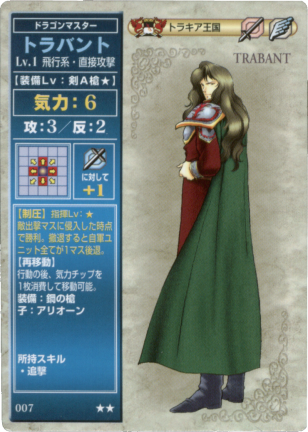 ドラゴンマスター
トラバント
Lv.1 飛行系・直接攻撃
【装備Lv：剣A槍★】
気力：6
攻：3／反：2
に対して
+1
【制圧】指揮Lv：★
敵出撃マスに侵入した時点
で勝利。撤退すると自軍ユ
ニット全てが1マス後退。
【再移動】
行動の後、気力チップを
1枚消費して移動可能。
装備：鋼の槍
子：アリオーン
所持スキル
・追撃
007 ★★
トラキア王国
TRABANT